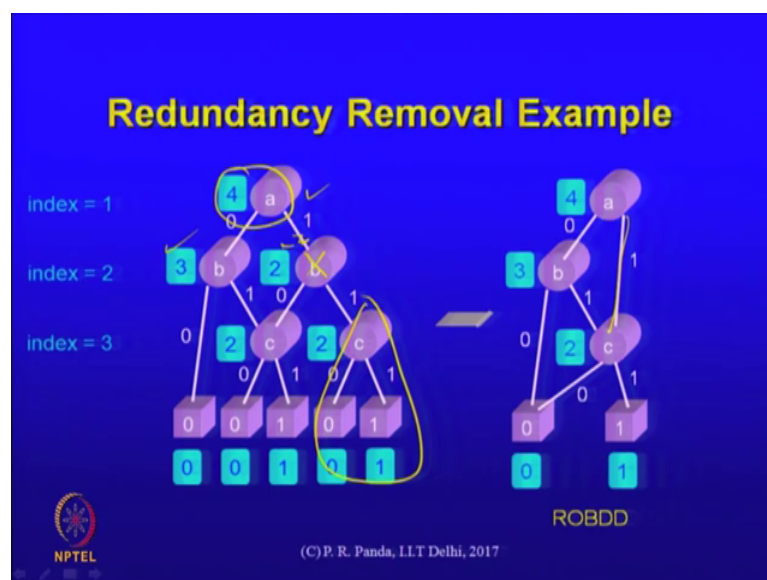 Redundancy Removal Example
index = 1
4 a
4 a
0 1
0 1
index = 2
3 b 2 b
3 b
1 0 1
1
index = 3
0 2 c 2 c
0 2 c
0 1 0 1
0 1
0 0 1 0 1
0 1
0 0 1 0 1
0 1
ROBDD
NPTEL
(C) P. R. Panda, I.I.T Delhi, 2017